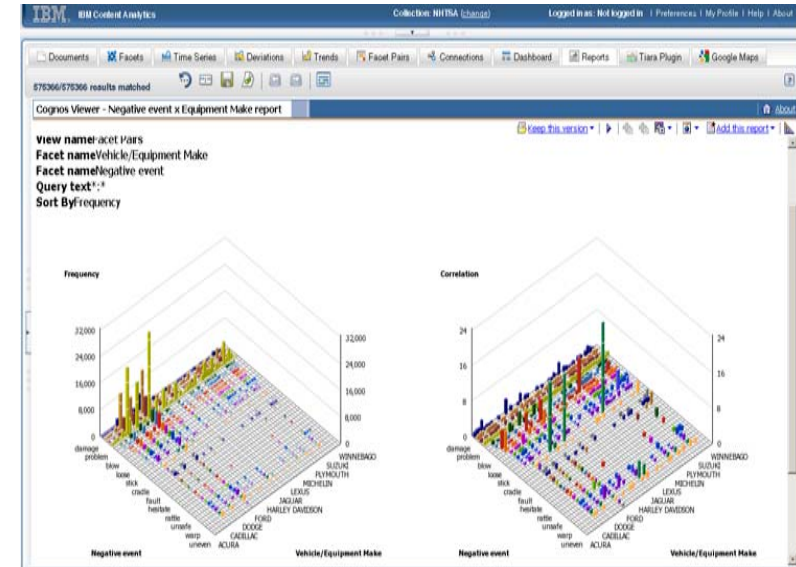 IBM. IBM Content Analytics Collection: NHTSA (change) Logged in as: Not logged in | Preferences | My Profile | Help | About
Documents Facets Time Series Deviations Trends Facet Pairs Connections Dashboard Reports Tiara Plugin Google Maps
575366/575366 results matched
Cognos Viewer - Negative event x Equipment Make report About
Keep this version Add this report
View nameFacet Pairs
Facet nameVehicle/Equipment Make
Facet nameNegative event
Query text*:*
Sort ByFrequency
Frequency
32,000
24,000
16,000
8,000
0
32,000
24,000
16,000
8,000
0
damage
problem
blow
loose
stick
cradle
fault
hesitate
rattle
unsafe
warp
uneven
WINNEBAGO
SUZUKI
PLYMOUTH
MICHELIN
LEXUS
JAGUAR
HARLEY DAVIDSON
FORD
DODGE
CADILLAC
ACURA
Negative event
Vehicle/Equipment Make
Correlation
24
16
8
0
24
16
8
0
damage
problem
blow
loose
stick
cradle
fault
hesitate
rattle
unsafe
warp
uneven
WINNEBAGO
SUZUKI
PLYMOUTH
MICHELIN
LEXUS
JAGUAR
HARLEY DAVIDSON
FORD
DODGE
CADILLAC
ACURA
Negative event
Vehicle/Equipment Make